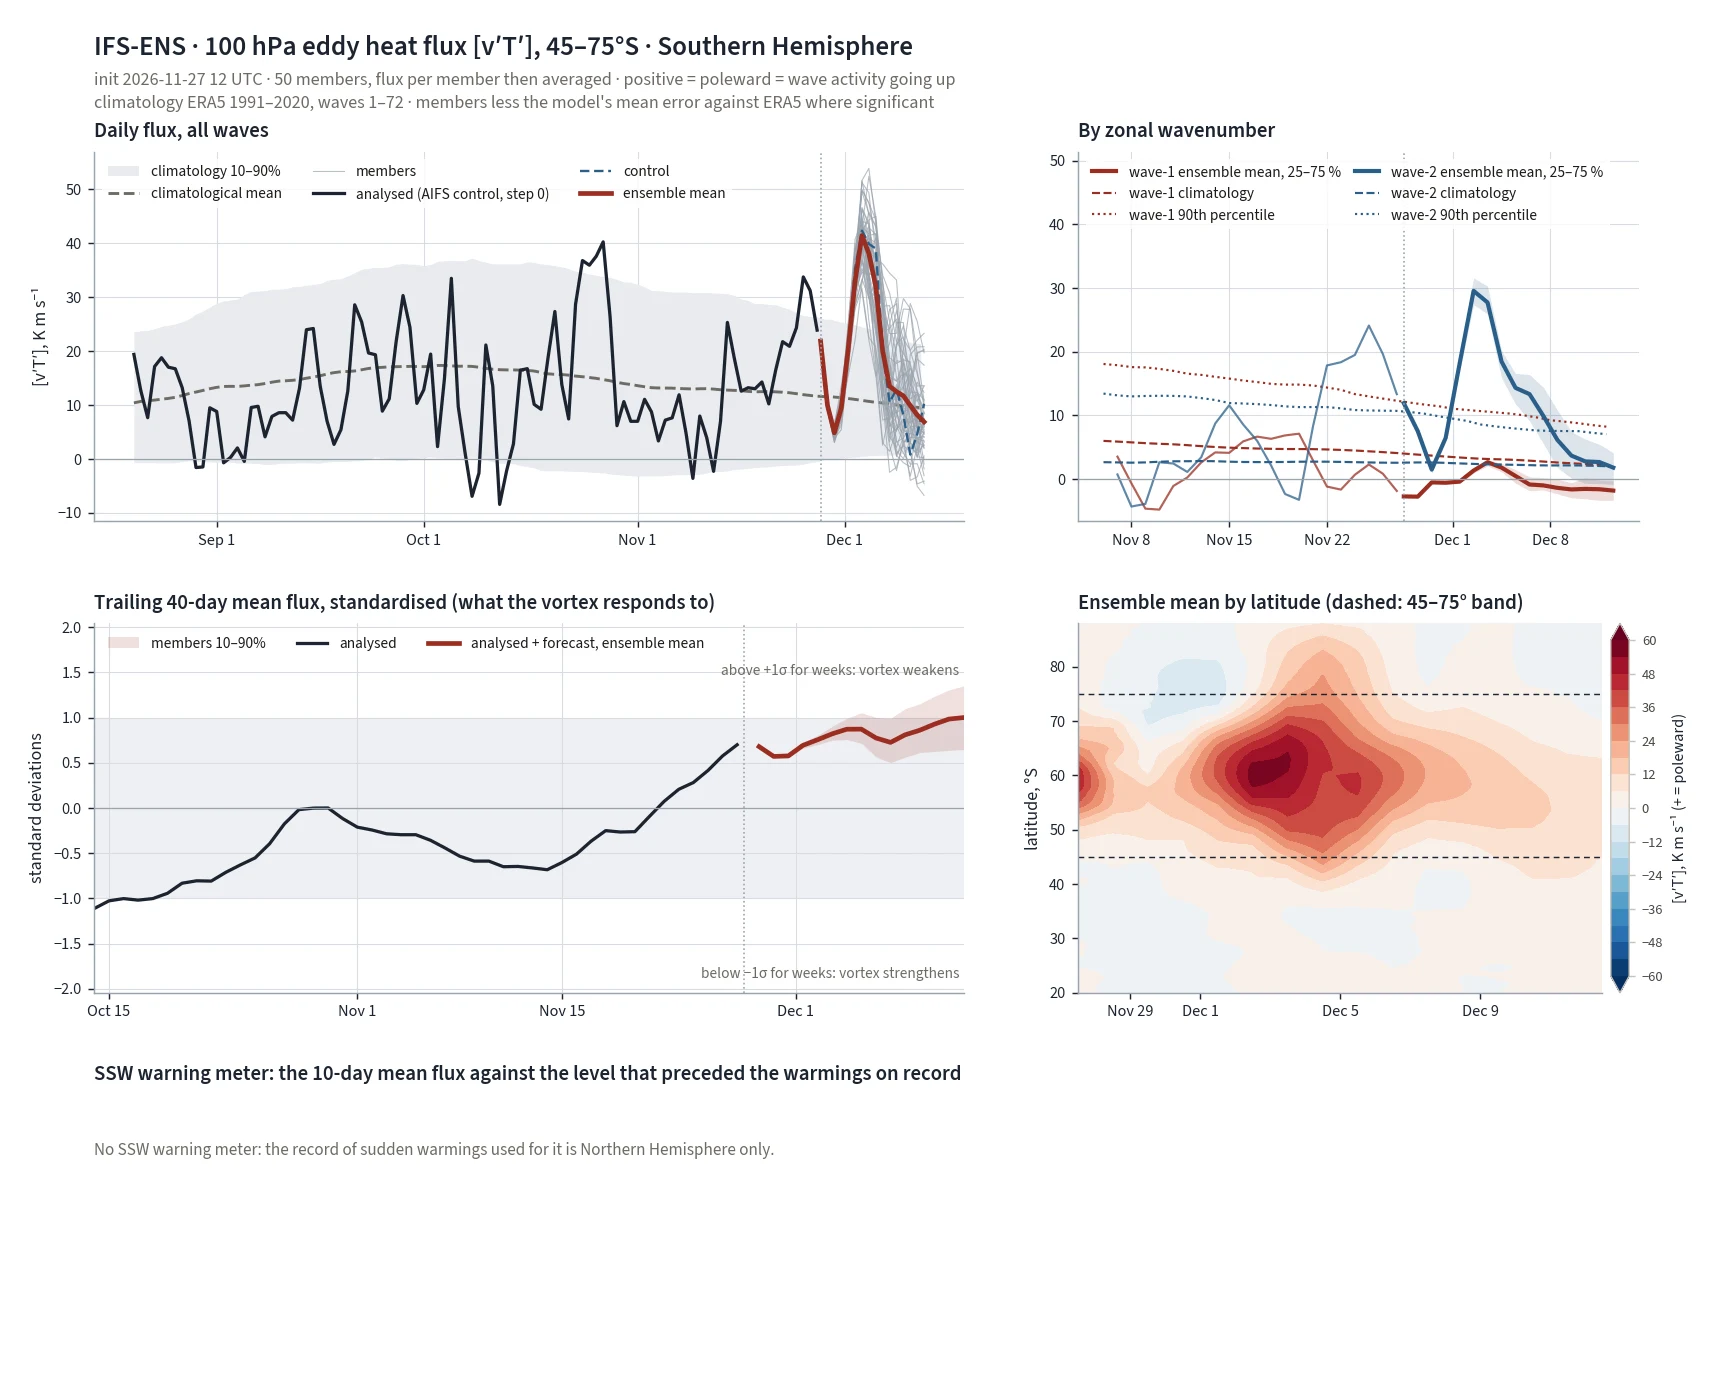 IFS-ENS · 100 hPa eddy heat flux [v′T′], 45–75°S · Southern Hemisphere
init 2026-11-27 12 UTC · 50 members, flux per member then averaged · positive = poleward = wave activity going up
climatology ERA5 1991–2020, waves 1–72 · members less the model's mean error against ERA5 where significant
Daily flux, all waves
climatology 10–90%
members
control
climatological mean
analysed (AIFS control, step 0)
ensemble mean
[v′T′], K m s⁻¹
50
40
30
20
10
0
−10
Sep 1
Oct 1
Nov 1
Dec 1
By zonal wavenumber
wave-1 ensemble mean, 25–75 %
wave-2 ensemble mean, 25–75 %
wave-1 climatology
wave-2 climatology
wave-1 90th percentile
wave-2 90th percentile
50
40
30
20
10
0
Nov 8
Nov 15
Nov 22
Dec 1
Dec 8
Trailing 40-day mean flux, standardised (what the vortex responds to)
members 10–90%
analysed
analysed + forecast, ensemble mean
above +1σ for weeks: vortex weakens
below −1σ for weeks: vortex strengthens
standard deviations
2.0
1.5
1.0
0.5
0.0
−0.5
−1.0
−1.5
−2.0
Oct 15
Nov 1
Nov 15
Dec 1
Ensemble mean by latitude (dashed: 45–75° band)
latitude, °S
80
70
60
50
40
30
20
Nov 29
Dec 1
Dec 5
Dec 9
60
48
36
24
12
0
−12
−24
−36
−48
−60
[v′T′], K m s⁻¹ (+ = poleward)
SSW warning meter: the 10-day mean flux against the level that preceded the warmings on record
No SSW warning meter: the record of sudden warmings used for it is Northern Hemisphere only.